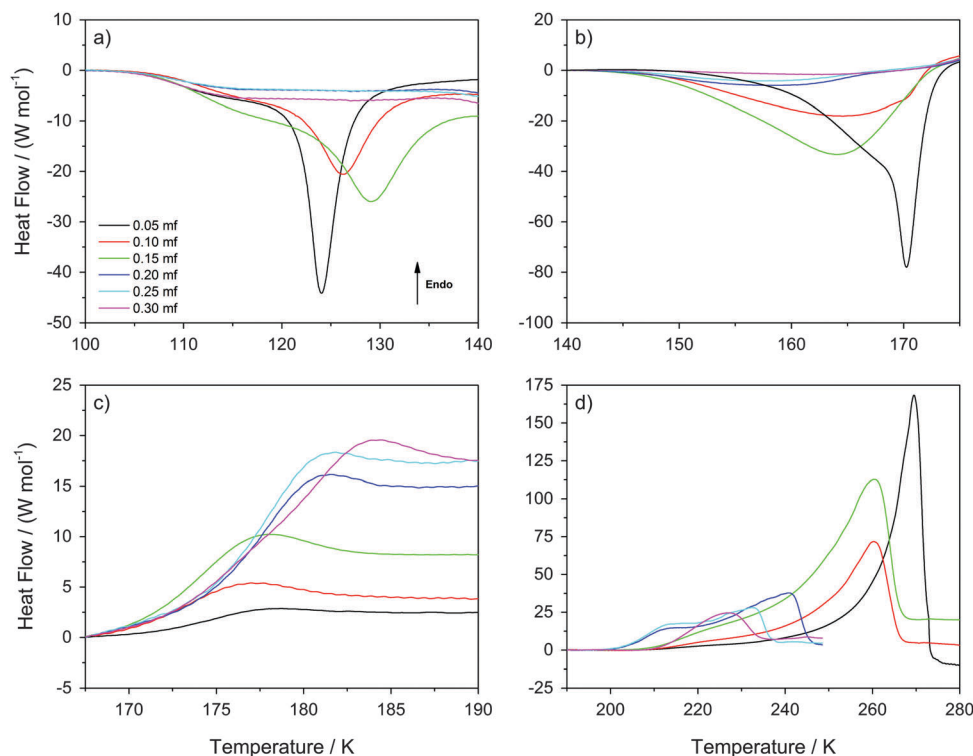 a)
Heat Flow / (W mol⁻¹)
10
0
-10
-20
-30
-40
-50
100 110 120 130 140
0.05 mf
0.10 mf
0.15 mf
0.20 mf
0.25 mf
0.30 mf
Endo
b)
20
0
-20
-40
-60
-80
-100
140 150 160 170
c)
Heat Flow / (W mol⁻¹)
25
20
15
10
5
0
-5
170 175 180 185 190
Temperature / K
d)
175
150
125
100
75
50
25
0
-25
200 220 240 260 280
Temperature / K